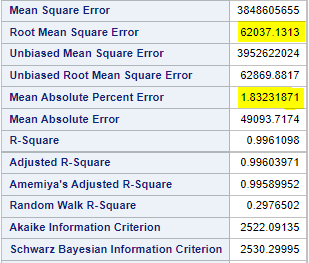 Mean Square Error 3848605655
Root Mean Square Error 62037.1313
Unbiased Mean Square Error 3952622024
Unbiased Root Mean Square Error 62869.8817
Mean Absolute Percent Error 1.83231871
Mean Absolute Error 49093.7174
R-Square 0.9961098
Adjusted R-Square 0.99603971
Amemiya's Adjusted R-Square 0.99589952
Random Walk R-Square 0.2976502
Akaike Information Criterion 2522.09135
Schwarz Bayesian Information Criterion 2530.29995